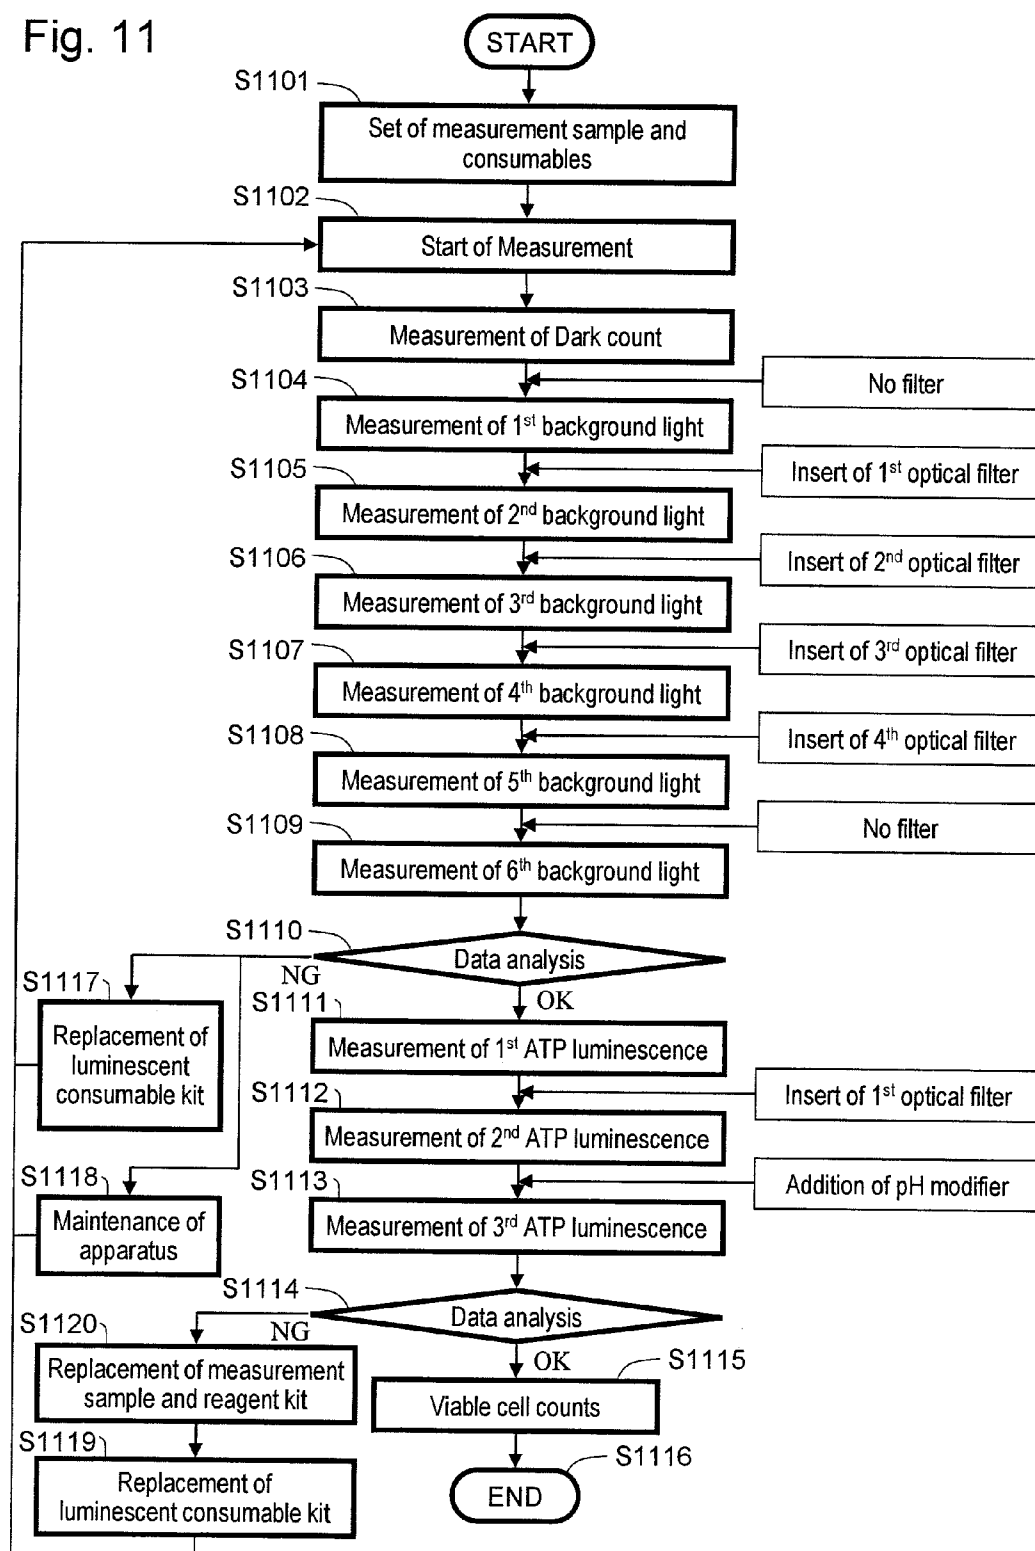 Fig. 11
START
S1101
Set of measurement sample and
consumables
S1102
Start of Measurement
S1103
Measurement of Dark count
S1104
No filter
Measurement of 1st background light
S1105
Insert of 1st optical filter
Measurement of 2nd background light
S1106
Insert of 2nd optical filter
Measurement of 3rd background light
S1107
Insert of 3rd optical filter
Measurement of 4th background light
S1108
Insert of 4th optical filter
Measurement of 5th background light
S1109
No filter
Measurement of 6th background light
S1110
Data analysis
NG
OK
S1117
Replacement of
luminescent
consumable kit
S1111
Measurement of 1st ATP luminescence
S1112
Insert of 1st optical filter
Measurement of 2nd ATP luminescence
S1118
Maintenance of
apparatus
S1113
Addition of pH modifier
Measurement of 3rd ATP luminescence
S1114
Data analysis
NG
OK
S1120
Replacement of measurement
sample and reagent kit
S1115
Viable cell counts
S1119
Replacement of
luminescent consumable kit
S1116
END